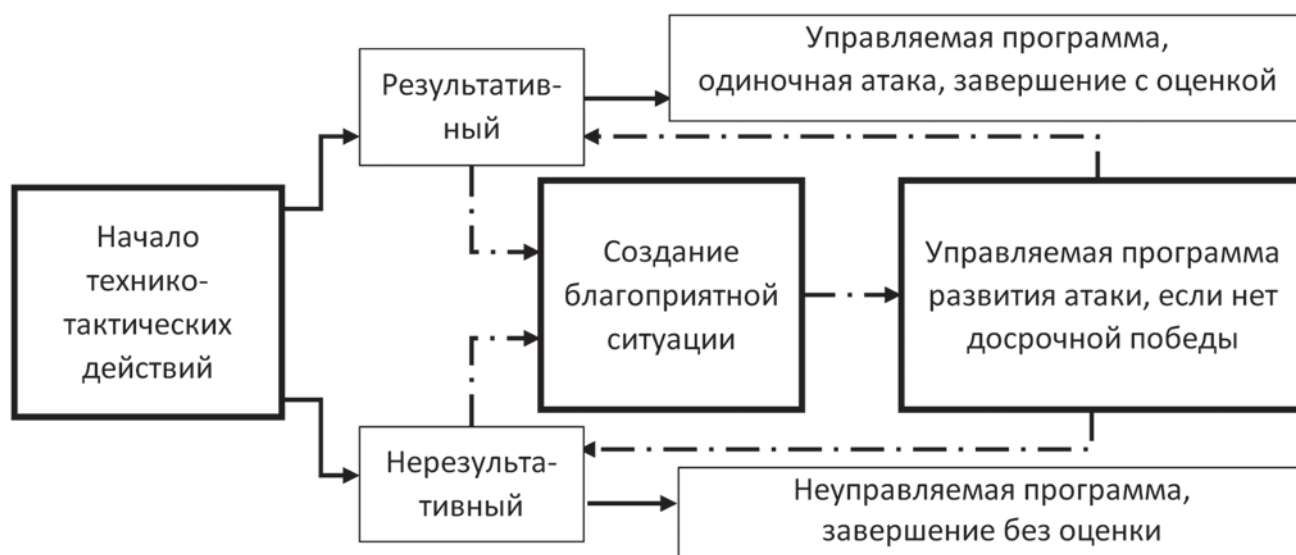 Управляемая программа,
одиночная атака, завершение с оценкой
Результатив-
ный
Начало
технико-
тактических
действий
Создание
благоприятной
ситуации
Управляемая программа
развития атаки, если нет
досрочной победы
Нерезульта-
тивный
Неуправляемая программа,
завершение без оценки